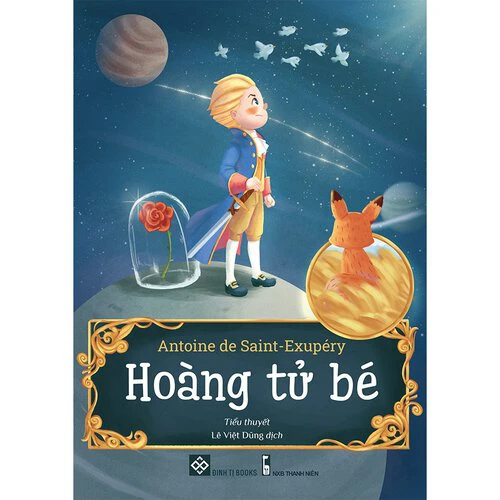 Antoine de Saint-Exupéry
Hoàng tử bé
Tiểu thuyết
Lê Việt Dũng dịch
ĐINH TỊ BOOKS
NXB THANH NIÊN